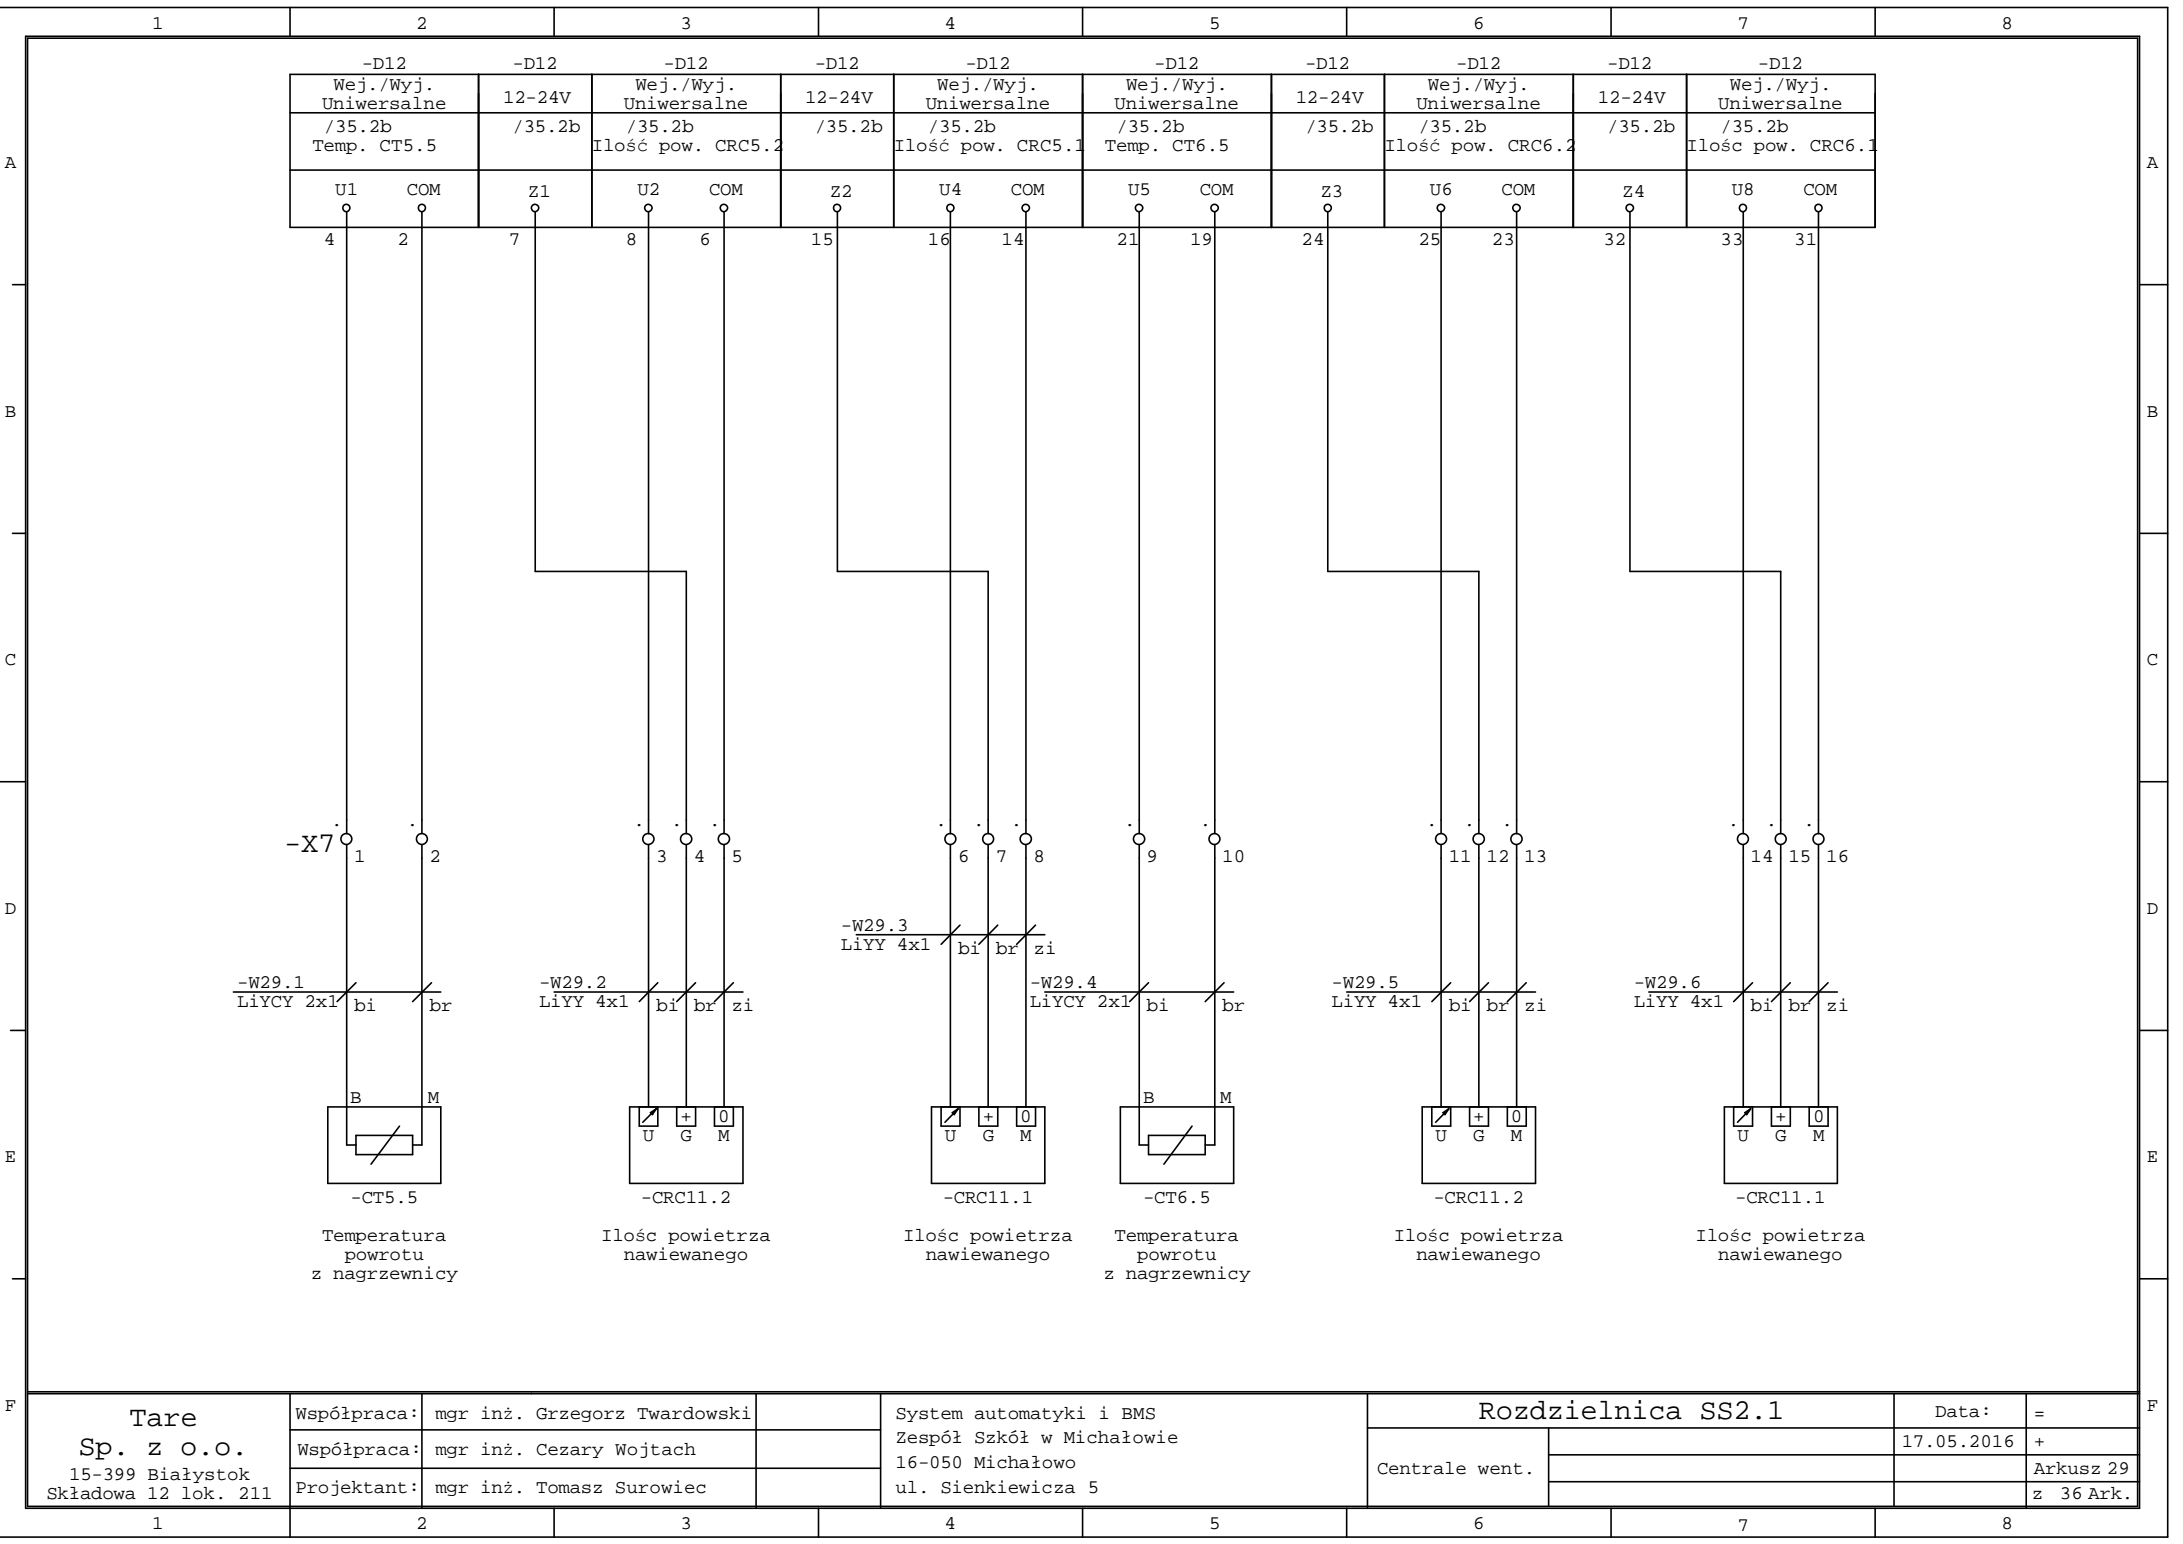 1 2 3 4 5 6 7 8
-D12 -D12 -D12 -D12 -D12 -D12 -D12 -D12 -D12 -D12
Wej./Wyj. Wej./Wyj. Wej./Wyj. Wej./Wyj. Wej./Wyj. Wej./Wyj.
Uniwersalne 12-24V Uniwersalne 12-24V Uniwersalne Uniwersalne 12-24V Uniwersalne 12-24V Uniwersalne
/35.2b /35.2b /35.2b /35.2b /35.2b /35.2b /35.2b /35.2b /35.2b /35.2b
Temp. CT5.5 Ilość pow. CRC5.2 Ilość pow. CRC5.1 Temp. CT6.5 Ilość pow. CRC6.2 Ilośc pow. CRC6.1
A A
U1 COM Z1 U2 COM Z2 U4 COM U5 COM Z3 U6 COM Z4 U8 COM
4 2 7 8 6 15 16 14 21 19 24 25 23 32 33 31
B B
C C
-X7 1 2 3 4 5 6 7 8 9 10 11 12 13 14 15 16
D D
-W29.3
LiYY 4x1 bi br zi
-W29.1 -W29.2 -W29.4 -W29.5 -W29.6
LiYCY 2x1 bi br LiYY 4x1 bi br zi LiYCY 2x1 bi br LiYY 4x1 bi br zi LiYY 4x1 bi br zi
B M B M
+ 0 + 0 + 0 + 0
U G M U G M U G M U G M
E E
-CT5.5 -CRC11.2 -CRC11.1 -CT6.5 -CRC11.2 -CRC11.1
Temperatura Ilośc powietrza Ilośc powietrza Temperatura Ilośc powietrza Ilośc powietrza
powrotu nawiewanego nawiewanego powrotu nawiewanego nawiewanego
z nagrzewnicy z nagrzewnicy
F F
Tare
Sp. z o.o.
15-399 Białystok
Składowa 12 lok. 211
Współpraca: mgr inż. Grzegorz Twardowski
Współpraca: mgr inż. Cezary Wojtach
Projektant: mgr inż. Tomasz Surowiec
System automatyki i BMS
Zespół Szkół w Michałowie
16-050 Michałowo
ul. Sienkiewicza 5
Rozdzielnica SS2.1
Centrale went.
Data: =
17.05.2016 +
Arkusz 29
z 36 Ark.
1 2 3 4 5 6 7 8